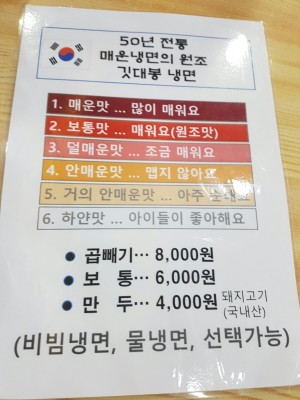 50년 전통
매운냉면의 원조
깃대봉 냉면
1. 매운맛 ... 많이 매워요
2. 보통맛 ... 매워요(원조맛)
3. 덜매운맛 ... 조금 매워요
4. 안매운맛 ... 맵지 않아요
5. 거의 안매운맛 ... 아주
6. 하얀맛 ... 아이들이 좋아해요
● 곱빼기... 8,000원
● 보 통... 6,000원
● 만 두... 4,000원 돼지고기
(국내산)
(비빔냉면, 물냉면, 선택가능)